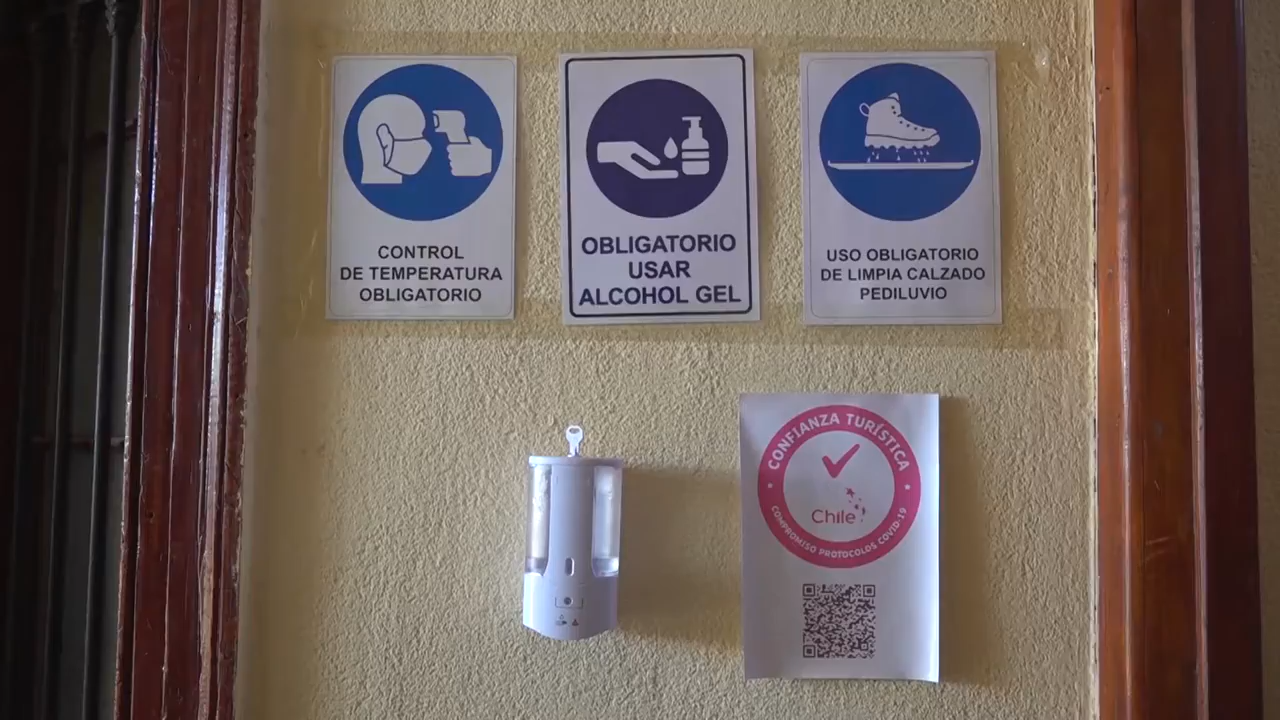 CONTROL
DE TEMPERATURA
OBLIGATORIO
OBLIGATORIO
USAR
ALCOHOL GEL
USO OBLIGATORIO
DE LIMPIA CALZADO
PEDILUVIO
CONFIANZA TURÍSTICA
Chile
COMPROMISO PROTOCOLOS COVID-19